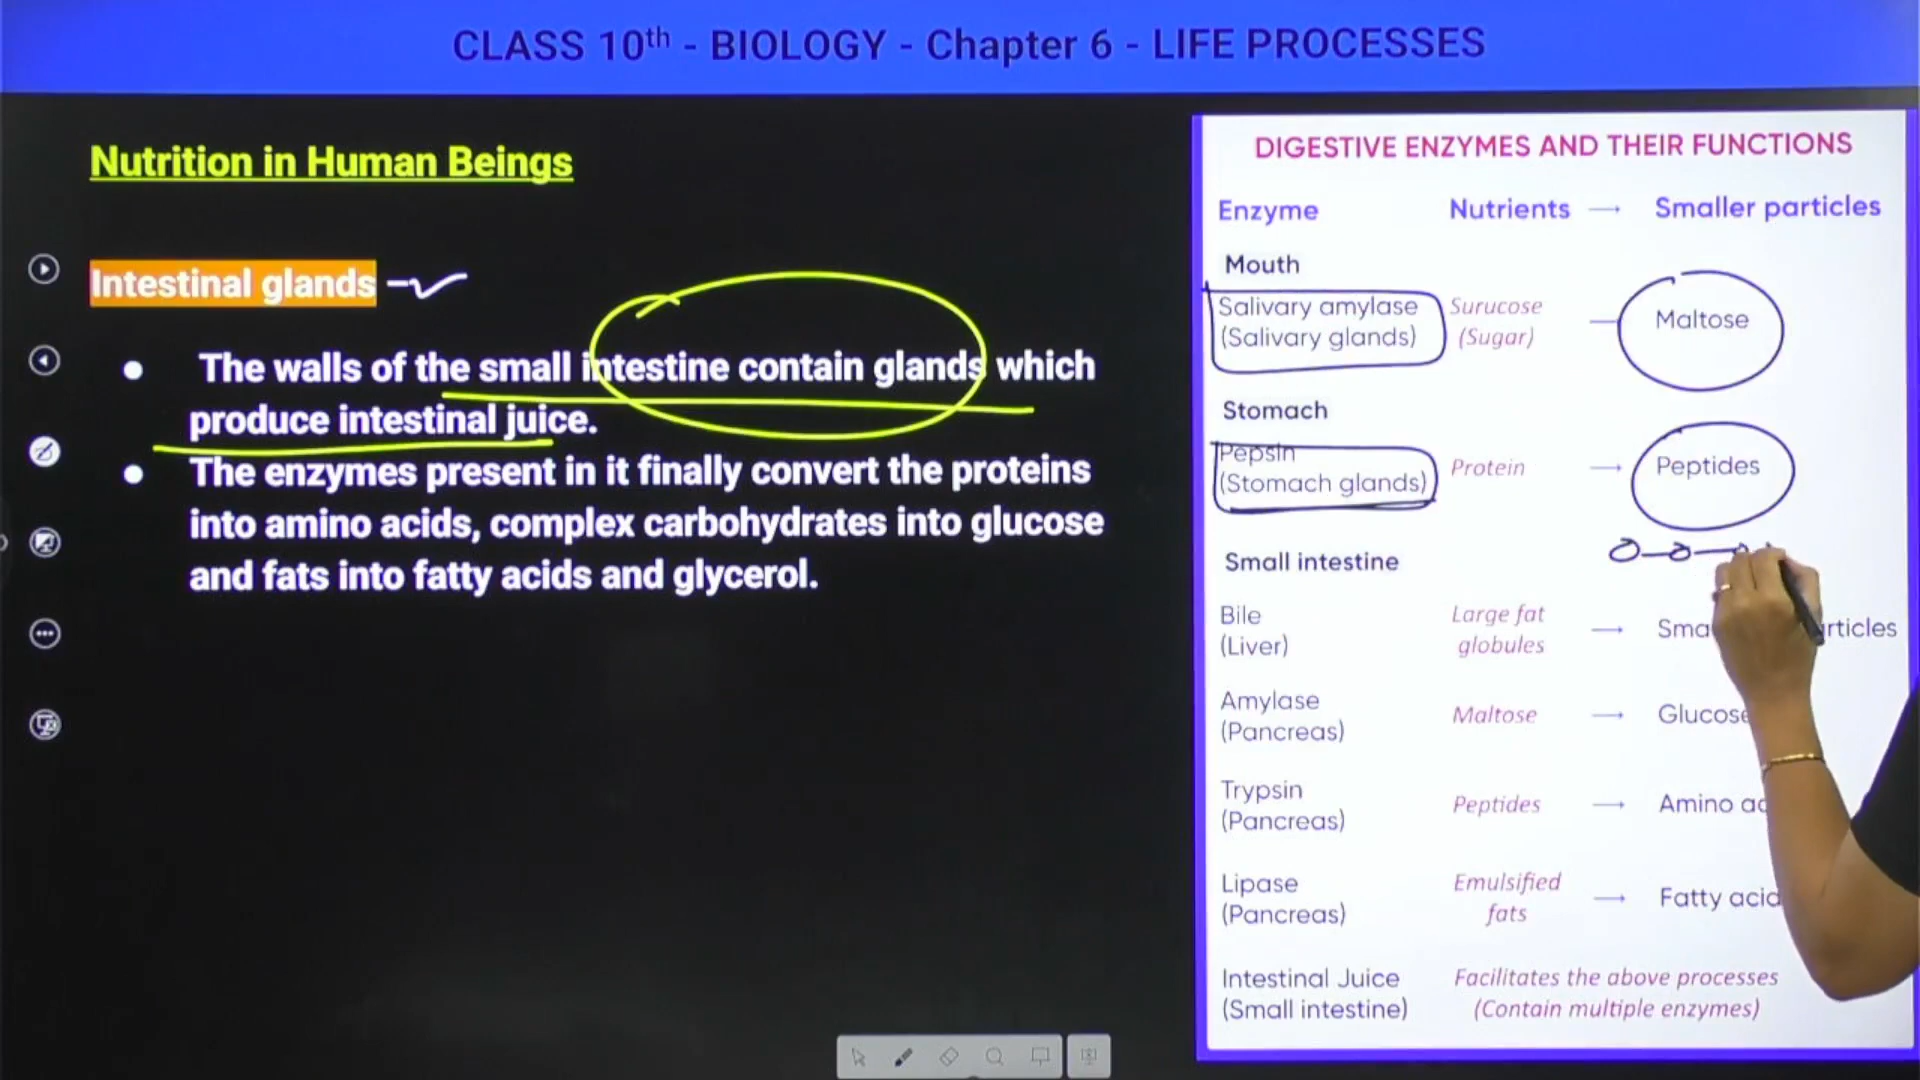 CLASS 10th - BIOLOGY - Chapter 6 - LIFE PROCESSES
Nutrition in Human Beings
Intestinal glands
The walls of the small intestine contain glands which
produce intestinal juice.
The enzymes present in it finally convert the proteins
into amino acids, complex carbohydrates into glucose
and fats into fatty acids and glycerol.
DIGESTIVE ENZYMES AND THEIR FUNCTIONS
Enzyme Nutrients → Smaller particles
Mouth
Salivary amylase Surucose
(Salivary glands) (Sugar) Maltose
Stomach
Pepsin
(Stomach glands) Protein → Peptides
Small intestine
Bile Large fat
(Liver) globules →
Amylase
(Pancreas) Maltose → Glucose
Trypsin
(Pancreas) Peptides → Amino
Lipase Emulsified
(Pancreas) fats → Fatty acid
Intestinal Juice Facilitates the above processes
(Small intestine) (Contain multiple enzymes)